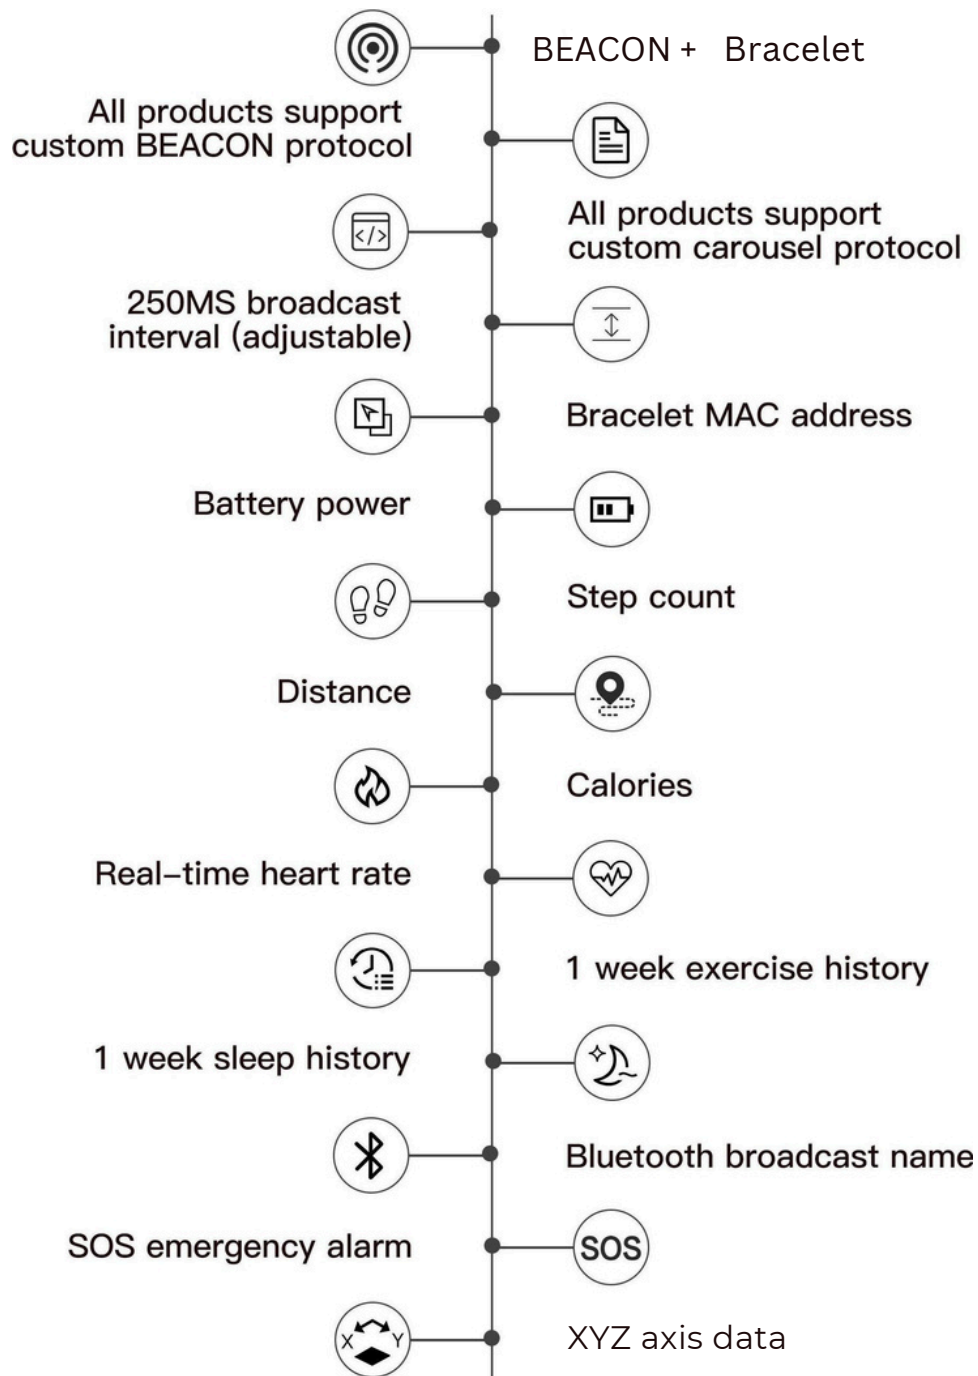 BEACON + Bracelet
All products support
custom BEACON protocol
All products support
custom carousel protocol
</>
250MS broadcast
interval (adjustable)
Bracelet MAC address
Battery power
Step count
Distance
Calories
Real-time heart rate
1 week exercise history
1 week sleep history
Bluetooth broadcast name
SOS emergency alarm
SOS
X Y
XYZ axis data